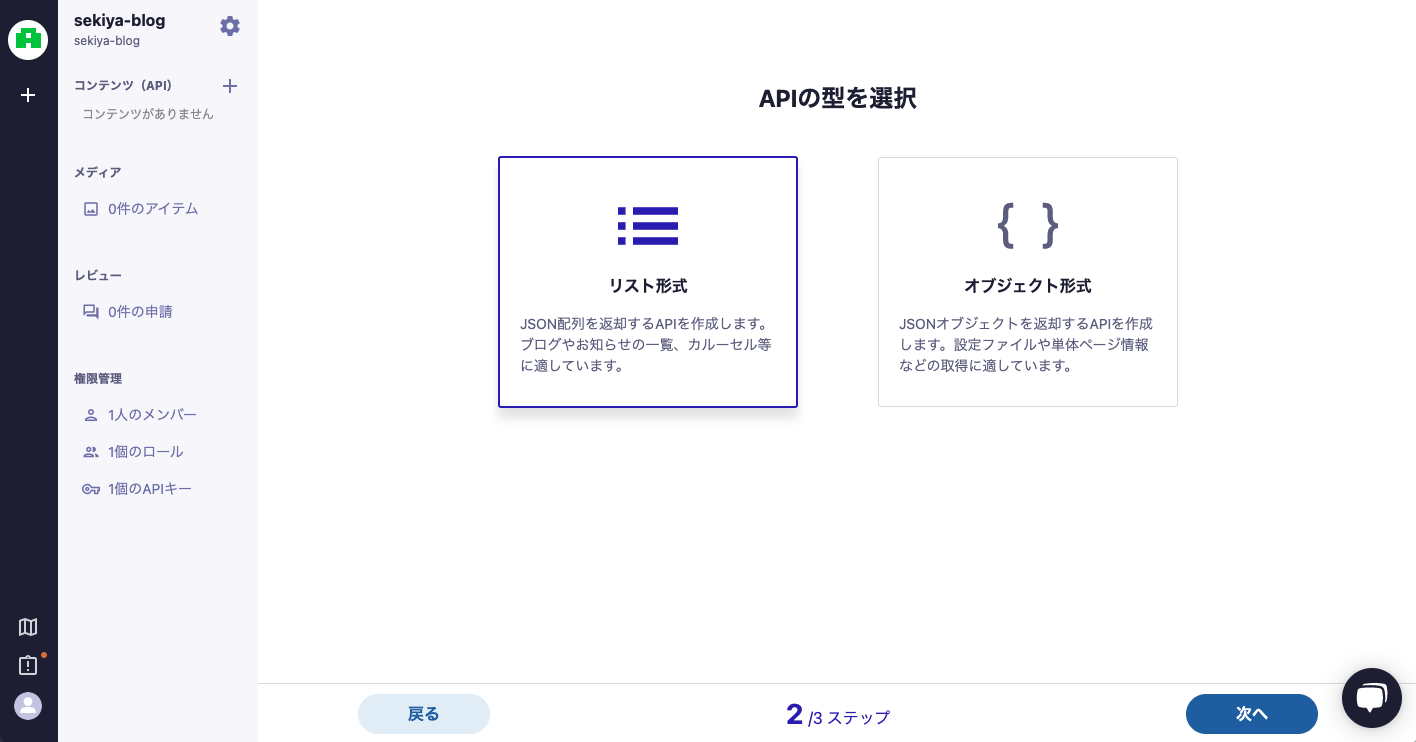 sekiya-blog
sekiya-blog
コンテンツ（API）
コンテンツがありません
メディア
0件のアイテム
レビュー
0件の申請
権限管理
1人のメンバー
1個のロール
1個のAPIキー
APIの型を選択
リスト形式
JSON配列を返却するAPIを作成します。
ブログやお知らせの一覧、カルーセル等
に適しています。
{ }
オブジェクト形式
JSONオブジェクトを返却するAPIを作成
します。設定ファイルや単体ページ情報
などの取得に適しています。
戻る
2 /3 ステップ
次へ